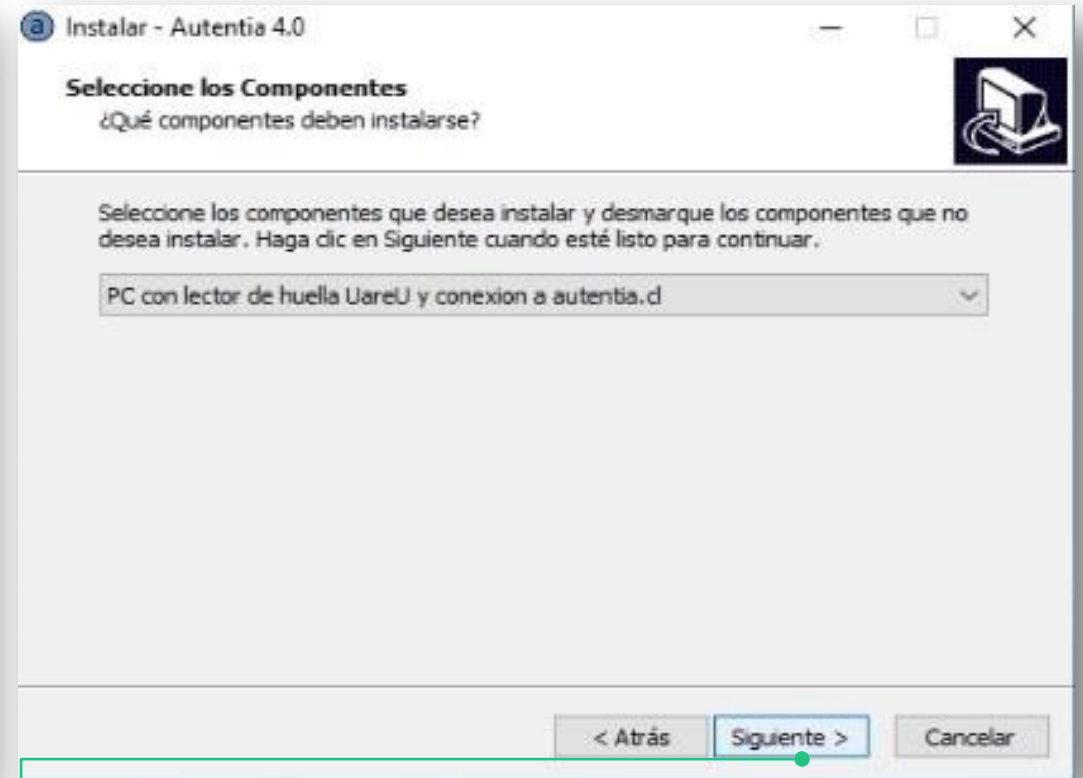 Instalar - Autentia 4.0
Seleccione los Componentes
¿Qué componentes deben instalarse?
Seleccione los componentes que desea instalar y desmarque los componentes que no
desea instalar. Haga clic en Siguiente cuando esté listo para continuar.
PC con lector de huella UareU y conexion a autentia.cl
< Atrás
Siguiente >
Cancelar